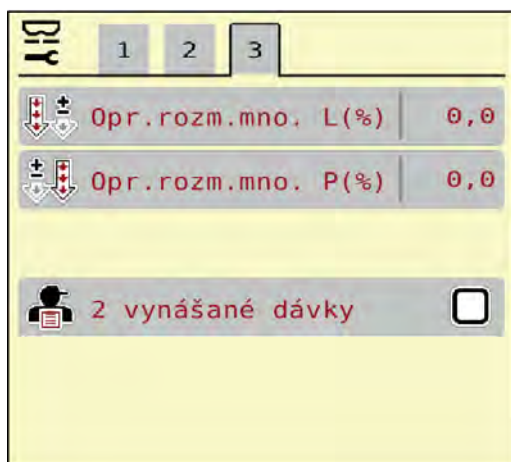 1 2 3
Opr.rozm.mno. L(%) 0,0
Opr.rozm.mno. P(%) 0,0
2 vynášané dávky